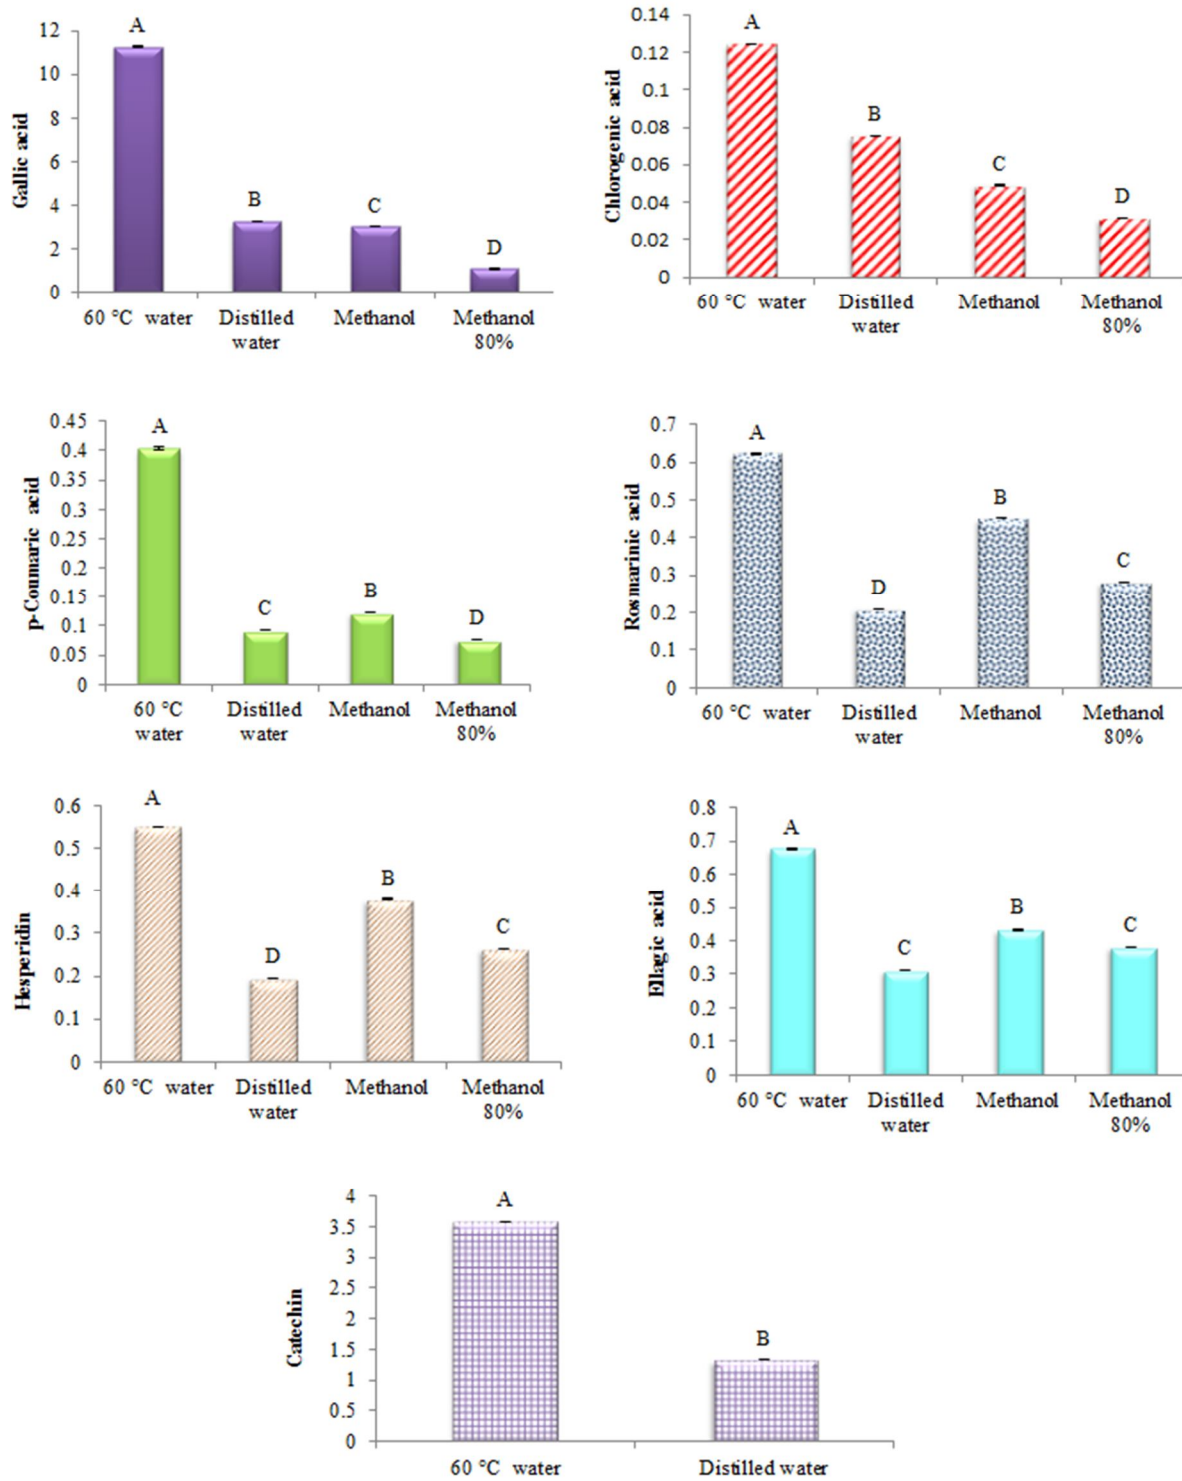 Gallic acid
12
10
8
6
4
2
0
A
B
C
D
60 °C water
Distilled
water
Methanol
Methanol
80%
Chlorogenic acid
0.14
0.12
0.1
0.08
0.06
0.04
0.02
0
A
B
C
D
60 °C water
Distilled
water
Methanol
Methanol
80%
p-Coumaric acid
0.45
0.4
0.35
0.3
0.25
0.2
0.15
0.1
0.05
0
A
C
B
D
60 °C
water
Distilled
water
Methanol
Methanol
80%
Rosmarinic acid
0.7
0.6
0.5
0.4
0.3
0.2
0.1
0
A
D
B
C
60 °C water
Distilled
water
Methanol
Methanol
80%
Hesperidin
0.6
0.5
0.4
0.3
0.2
0.1
0
A
D
B
C
60 °C water
Distilled
water
Methanol
Methanol
80%
Ellagic acid
0.8
0.7
0.6
0.5
0.4
0.3
0.2
0.1
0
A
C
B
C
60 °C water
Distilled
water
Methanol
Methanol
80%
Catechin
4
3.5
3
2.5
2
1.5
1
0.5
0
A
B
60 °C water
Distilled water